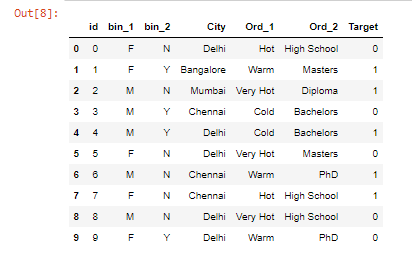 Out[8]:
id bin_1 bin_2 City Ord_1 Ord_2 Target
0 0 F N Delhi Hot High School 0
1 1 F Y Bangalore Warm Masters 1
2 2 M N Mumbai Very Hot Diploma 1
3 3 M Y Chennai Cold Bachelors 0
4 4 M Y Delhi Cold Bachelors 1
5 5 F N Delhi Very Hot Masters 0
6 6 M N Chennai Warm PhD 1
7 7 F N Chennai Hot High School 1
8 8 M N Delhi Very Hot High School 0
9 9 F Y Delhi Warm PhD 0